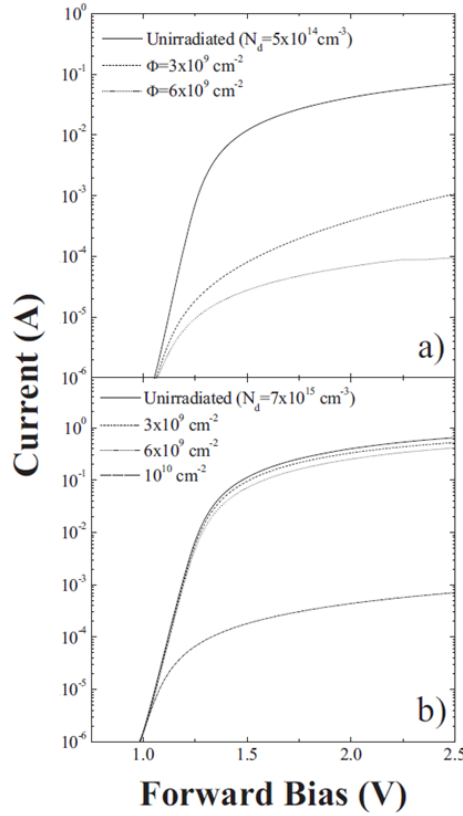 Unirradiated (N_d=5x10^14cm^-3)
Φ=3x10^9 cm^-2
Φ=6x10^9 cm^-2
10^0
10^-1
10^-2
10^-3
10^-4
10^-5
10^-6
a)
Unirradiated (N_d=7x10^15 cm^-3)
3x10^9 cm^-2
6x10^9 cm^-2
10^10 cm^-2
10^0
10^-1
10^-2
10^-3
10^-4
10^-5
10^-6
b)
Current (A)
1.0 1.5 2.0 2.5
Forward Bias (V)